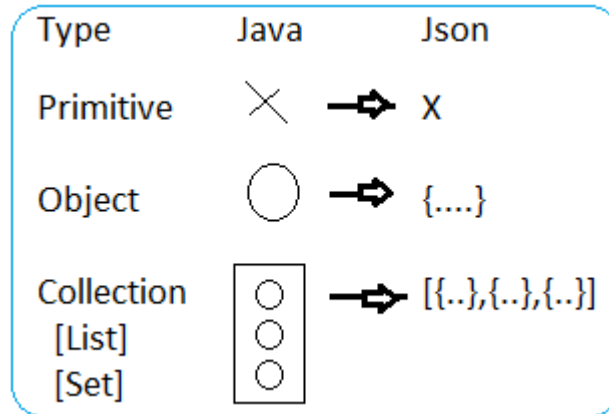 Type Java Json
Primitive X
Object {....}
Collection [{..},{..},{..}]
[List]
[Set]